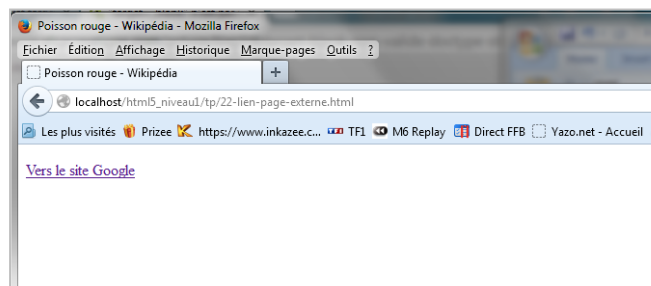 Poisson rouge - Wikipédia - Mozilla Firefox
Fichier Édition Affichage Historique Marque-pages Outils ?
Poisson rouge - Wikipédia +
localhost/html5_niveau1/tp/22-lien-page-externe.html
Les plus visités Prizee https://www.inkazee.c... TF1 M6 Replay Direct FFB Yazo.net - Accueil
Vers le site Google